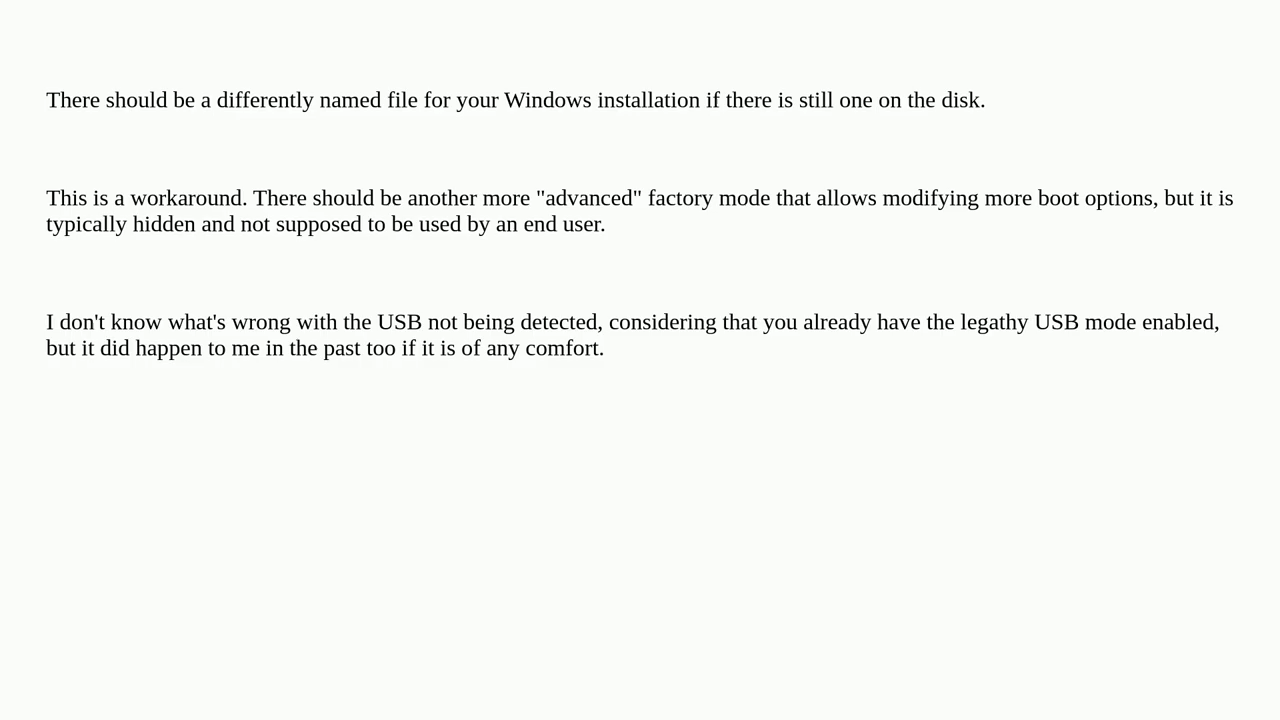 There should be a differently named file for your Windows installation if there is still one on the disk.
This is a workaround. There should be another more "advanced" factory mode that allows modifying more boot options, but it is
typically hidden and not supposed to be used by an end user.
I don't know what's wrong with the USB not being detected, considering that you already have the legathy USB mode enabled,
but it did happen to me in the past too if it is of any comfort.